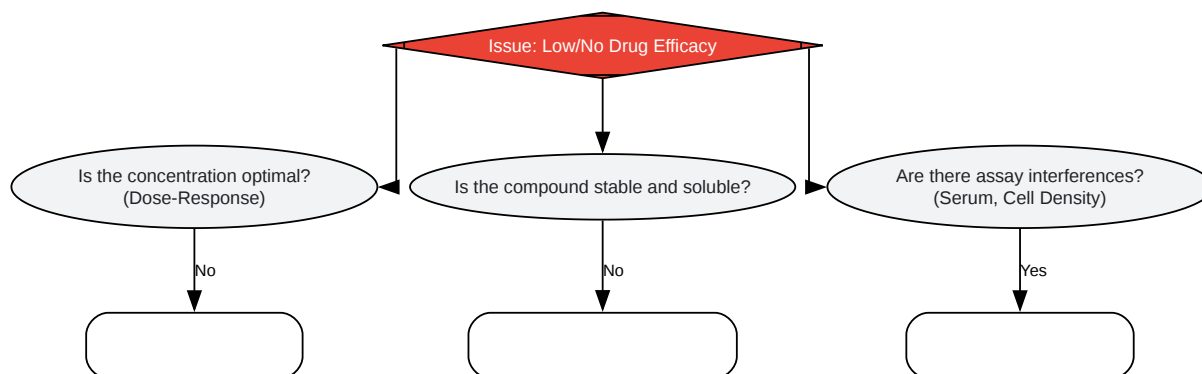 Issue: Low/No Drug Efficacy
Is the concentration optimal?
(Dose-Response)
Is the compound stable and soluble?
Are there assay interferences?
(Serum, Cell Density)
No
No
Yes